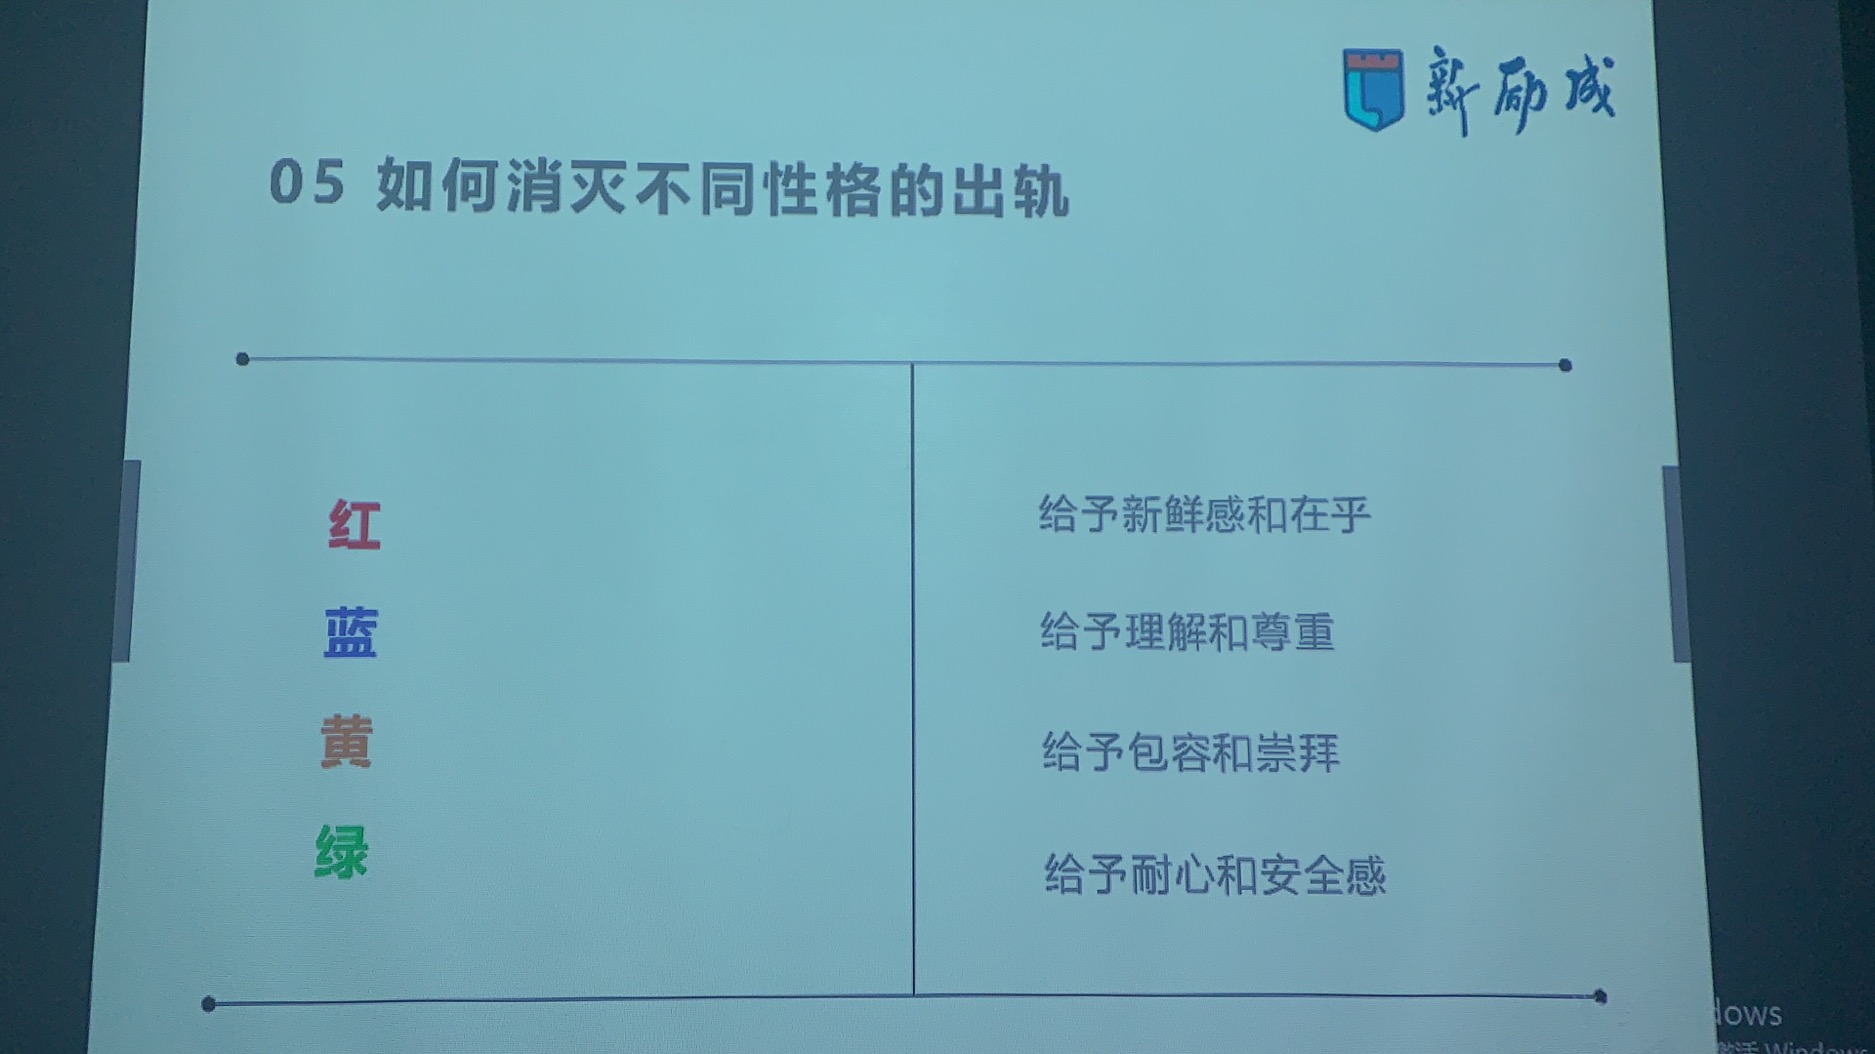 新励成
05 如何消灭不同性格的出轨
红
给予新鲜感和在乎
蓝
给予理解和尊重
黄
给予包容和崇拜
绿
给予耐心和安全感
dows
激活 Windows